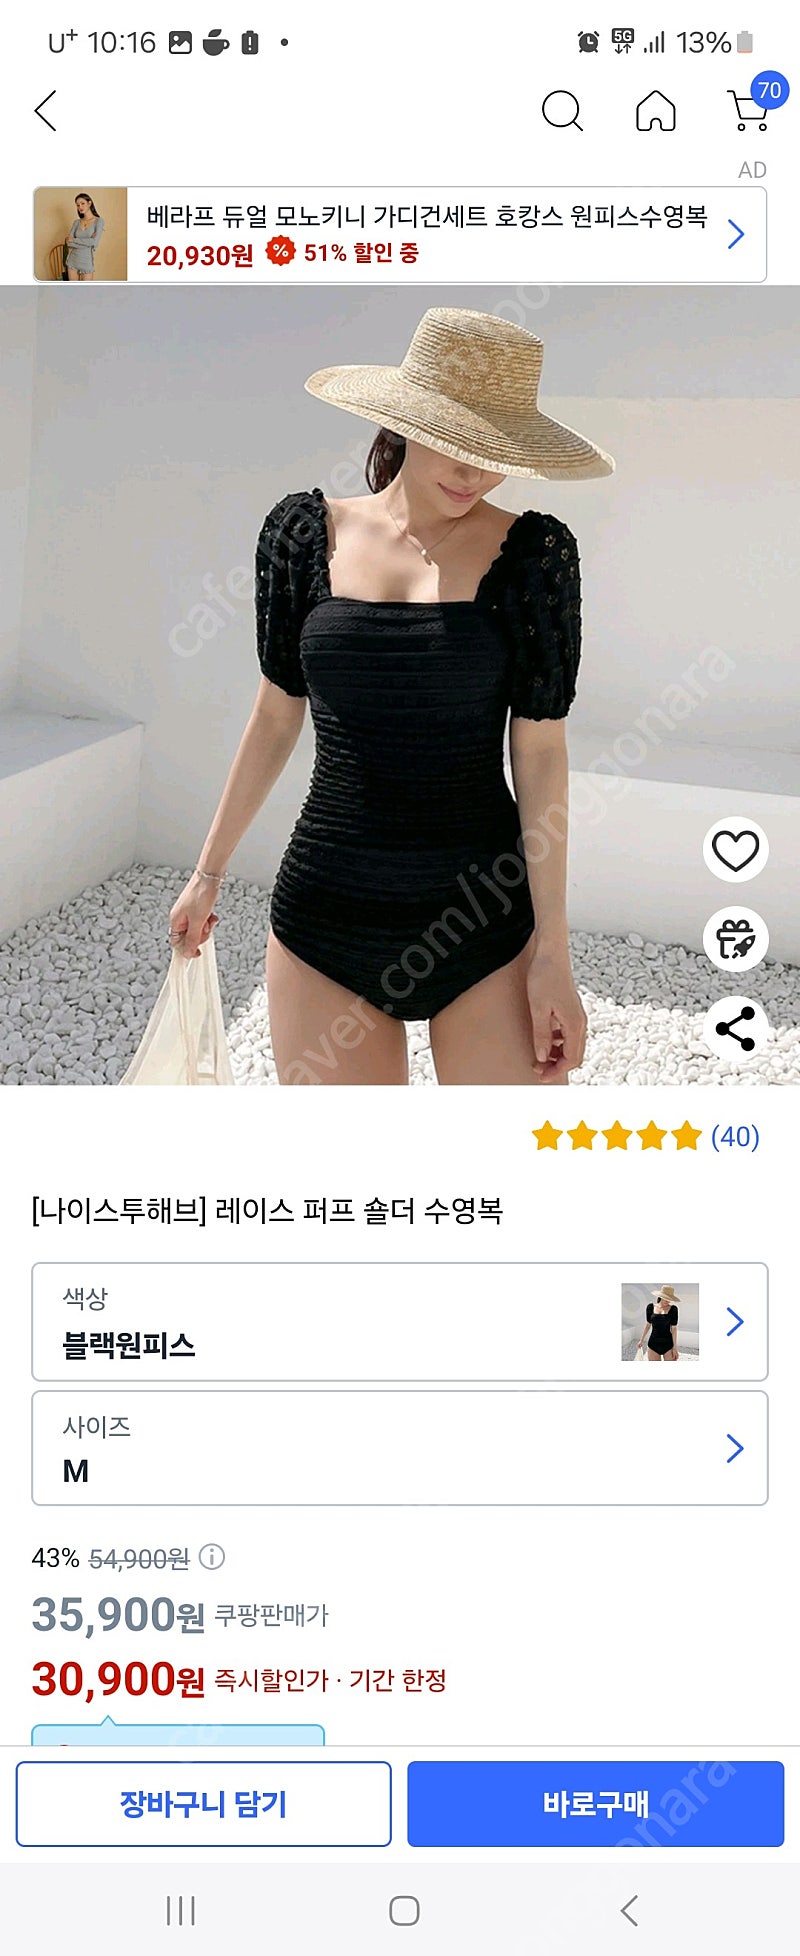 U+ 10:16
5G 13%
70
AD
베라프 듀얼 모노키니 가디건세트 호캉스 원피스수영복
20,930원 % 51% 할인 중
cafe.naver.com/joonggonara
(40)
[나이스투해브] 레이스 퍼프 숄더 수영복
색상
블랙원피스
사이즈
M
43% 54,900원
35,900원 쿠팡판매가
30,900원 즉시할인가 · 기간 한정
장바구니 담기
바로구매